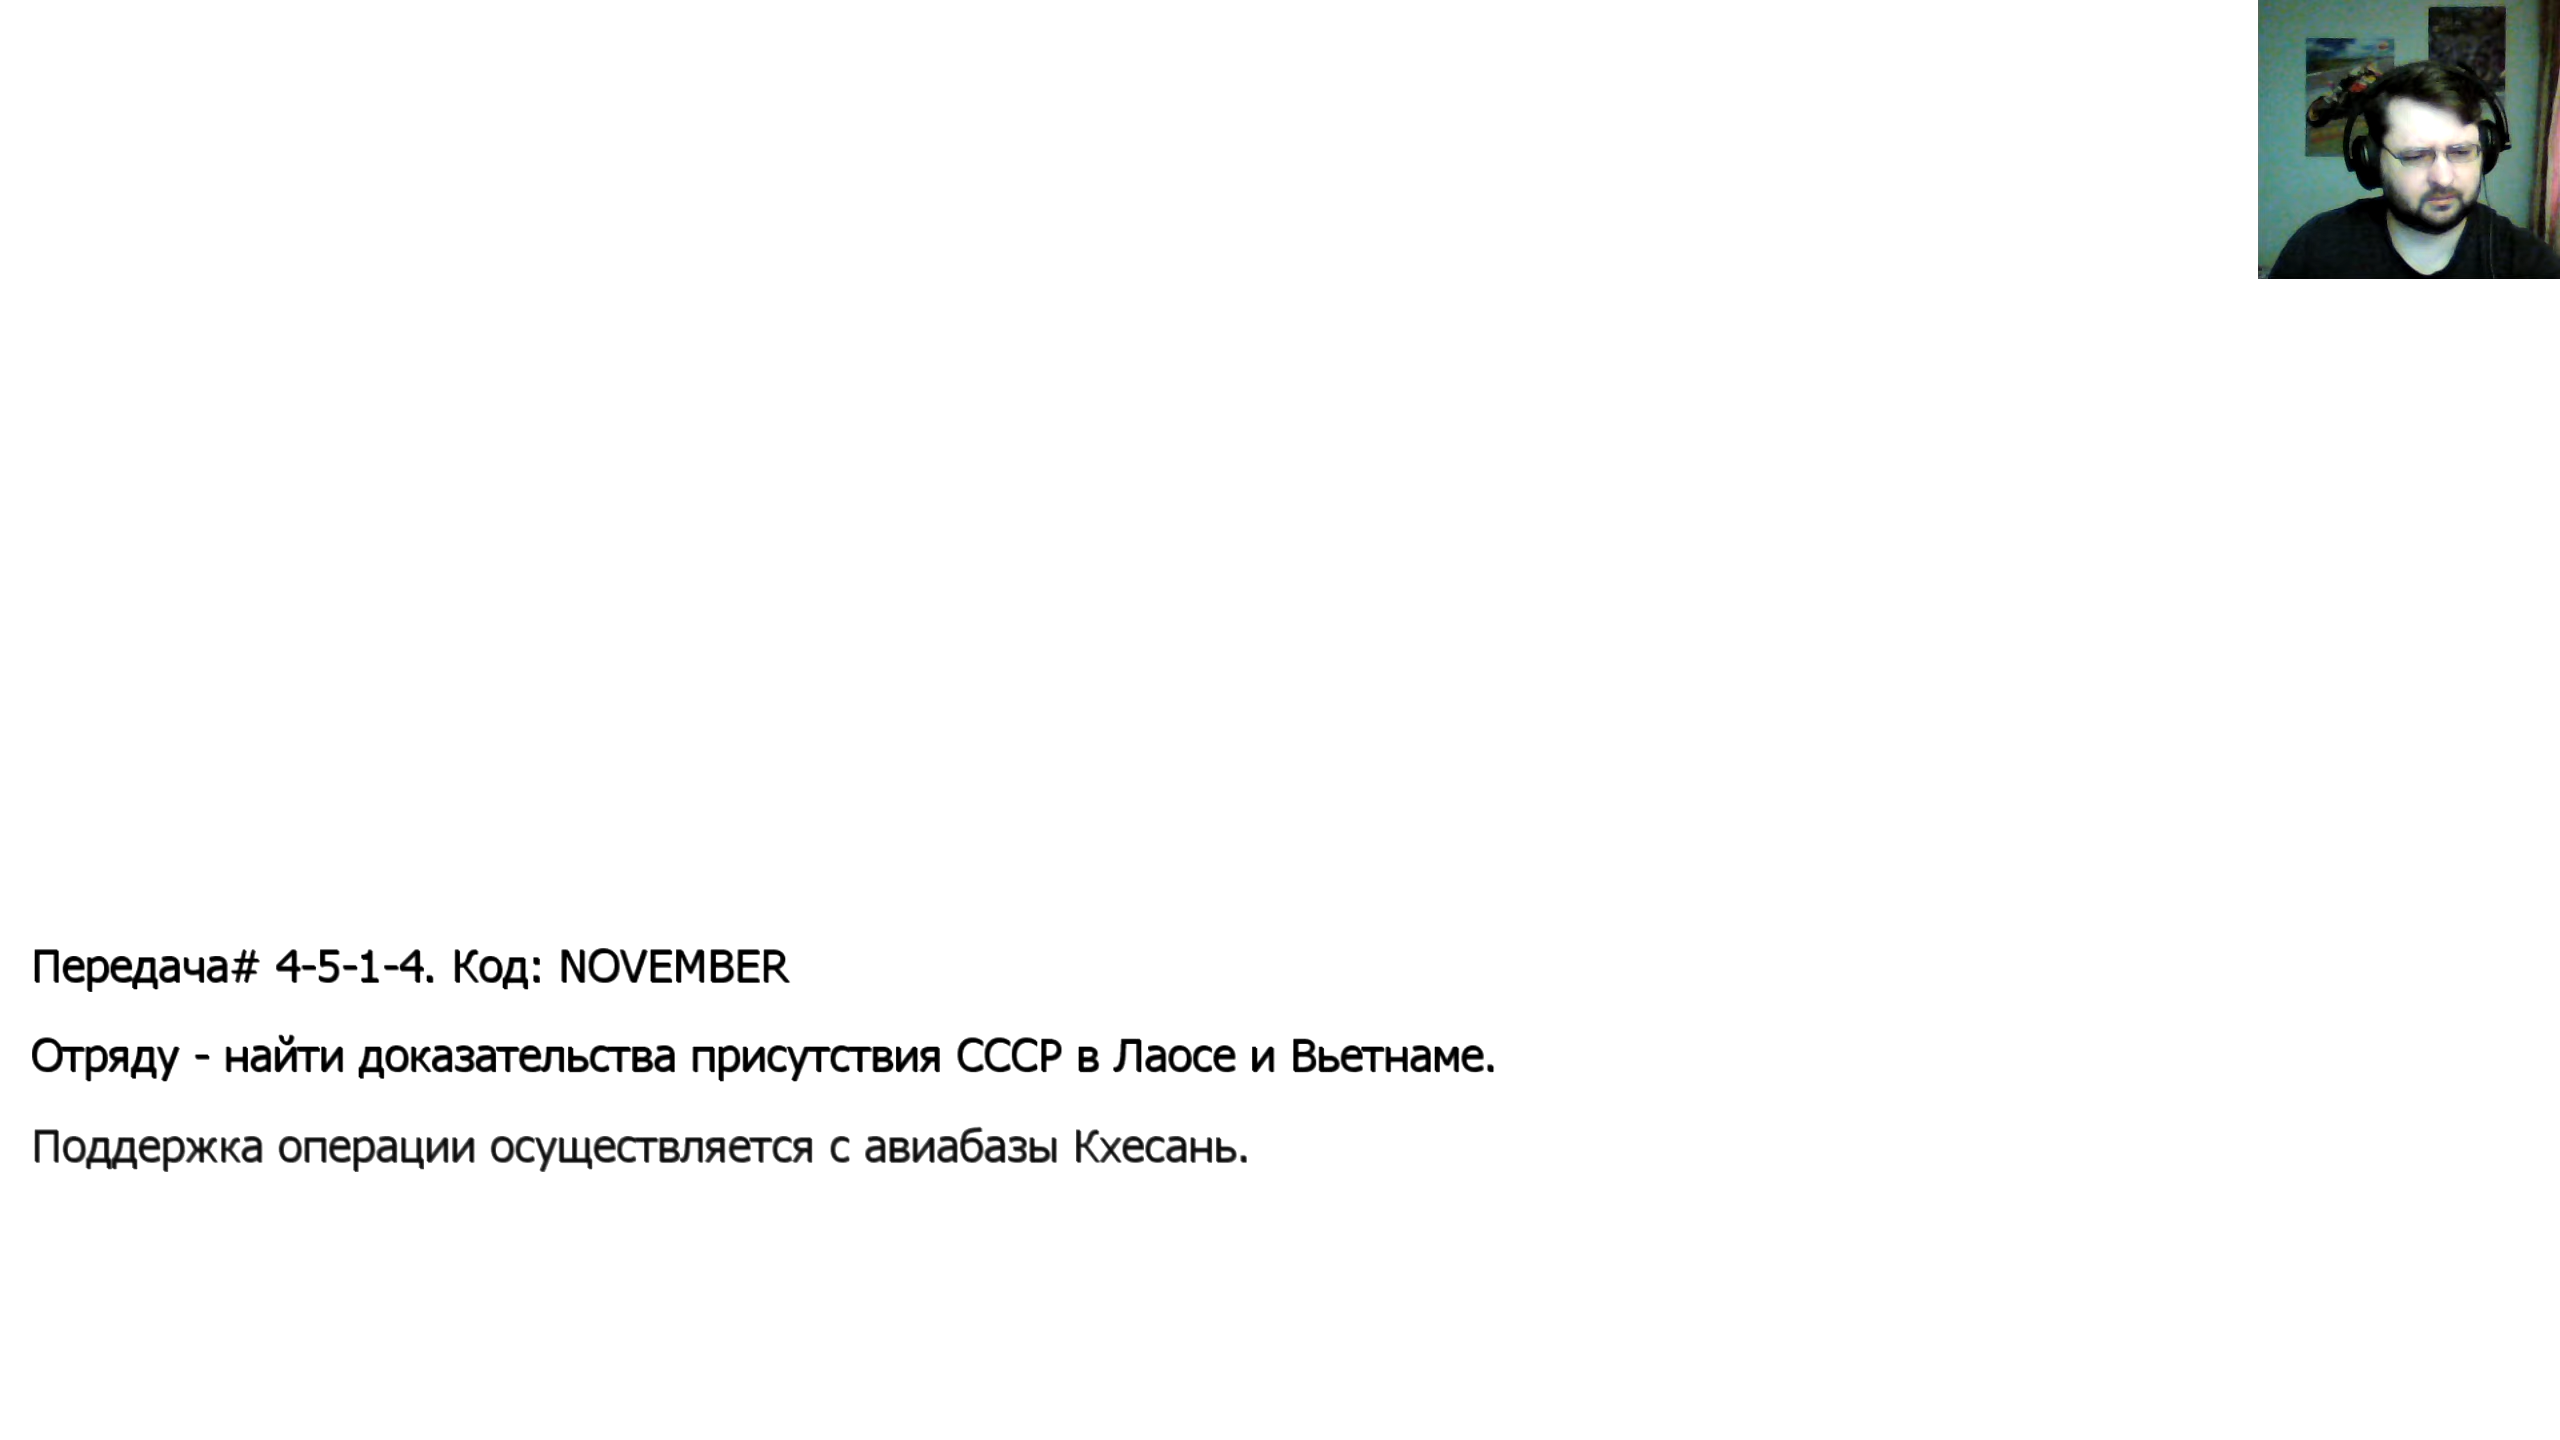 Передача# 4-5-1-4. Код: NOVEMBER
Отряду - найти доказательства присутствия СССР в Лаосе и Вьетнаме.
Поддержка операции осуществляется с авиабазы Кхесань.